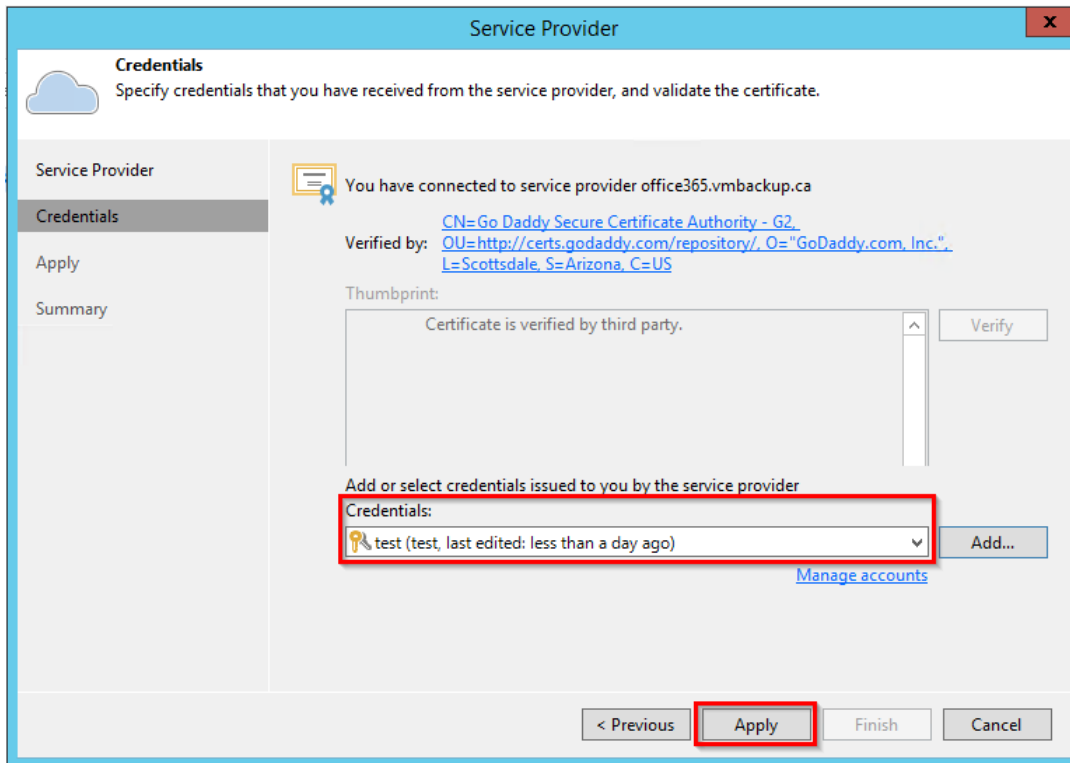 Service Provider
x
Credentials
Specify credentials that you have received from the service provider, and validate the certificate.
Service Provider
Credentials
Apply
Summary
You have connected to service provider office365.vmbackup.ca
Verified by:
CN=Go Daddy Secure Certificate Authority - G2,
OU=http://certs.godaddy.com/repository/, O="GoDaddy.com, Inc.",
L=Scottsdale, S=Arizona, C=US
Thumbprint:
Certificate is verified by third party.
Verify
Add or select credentials issued to you by the service provider
Credentials:
test (test, last edited: less than a day ago)
Add...
Manage accounts
< Previous
Apply
Finish
Cancel